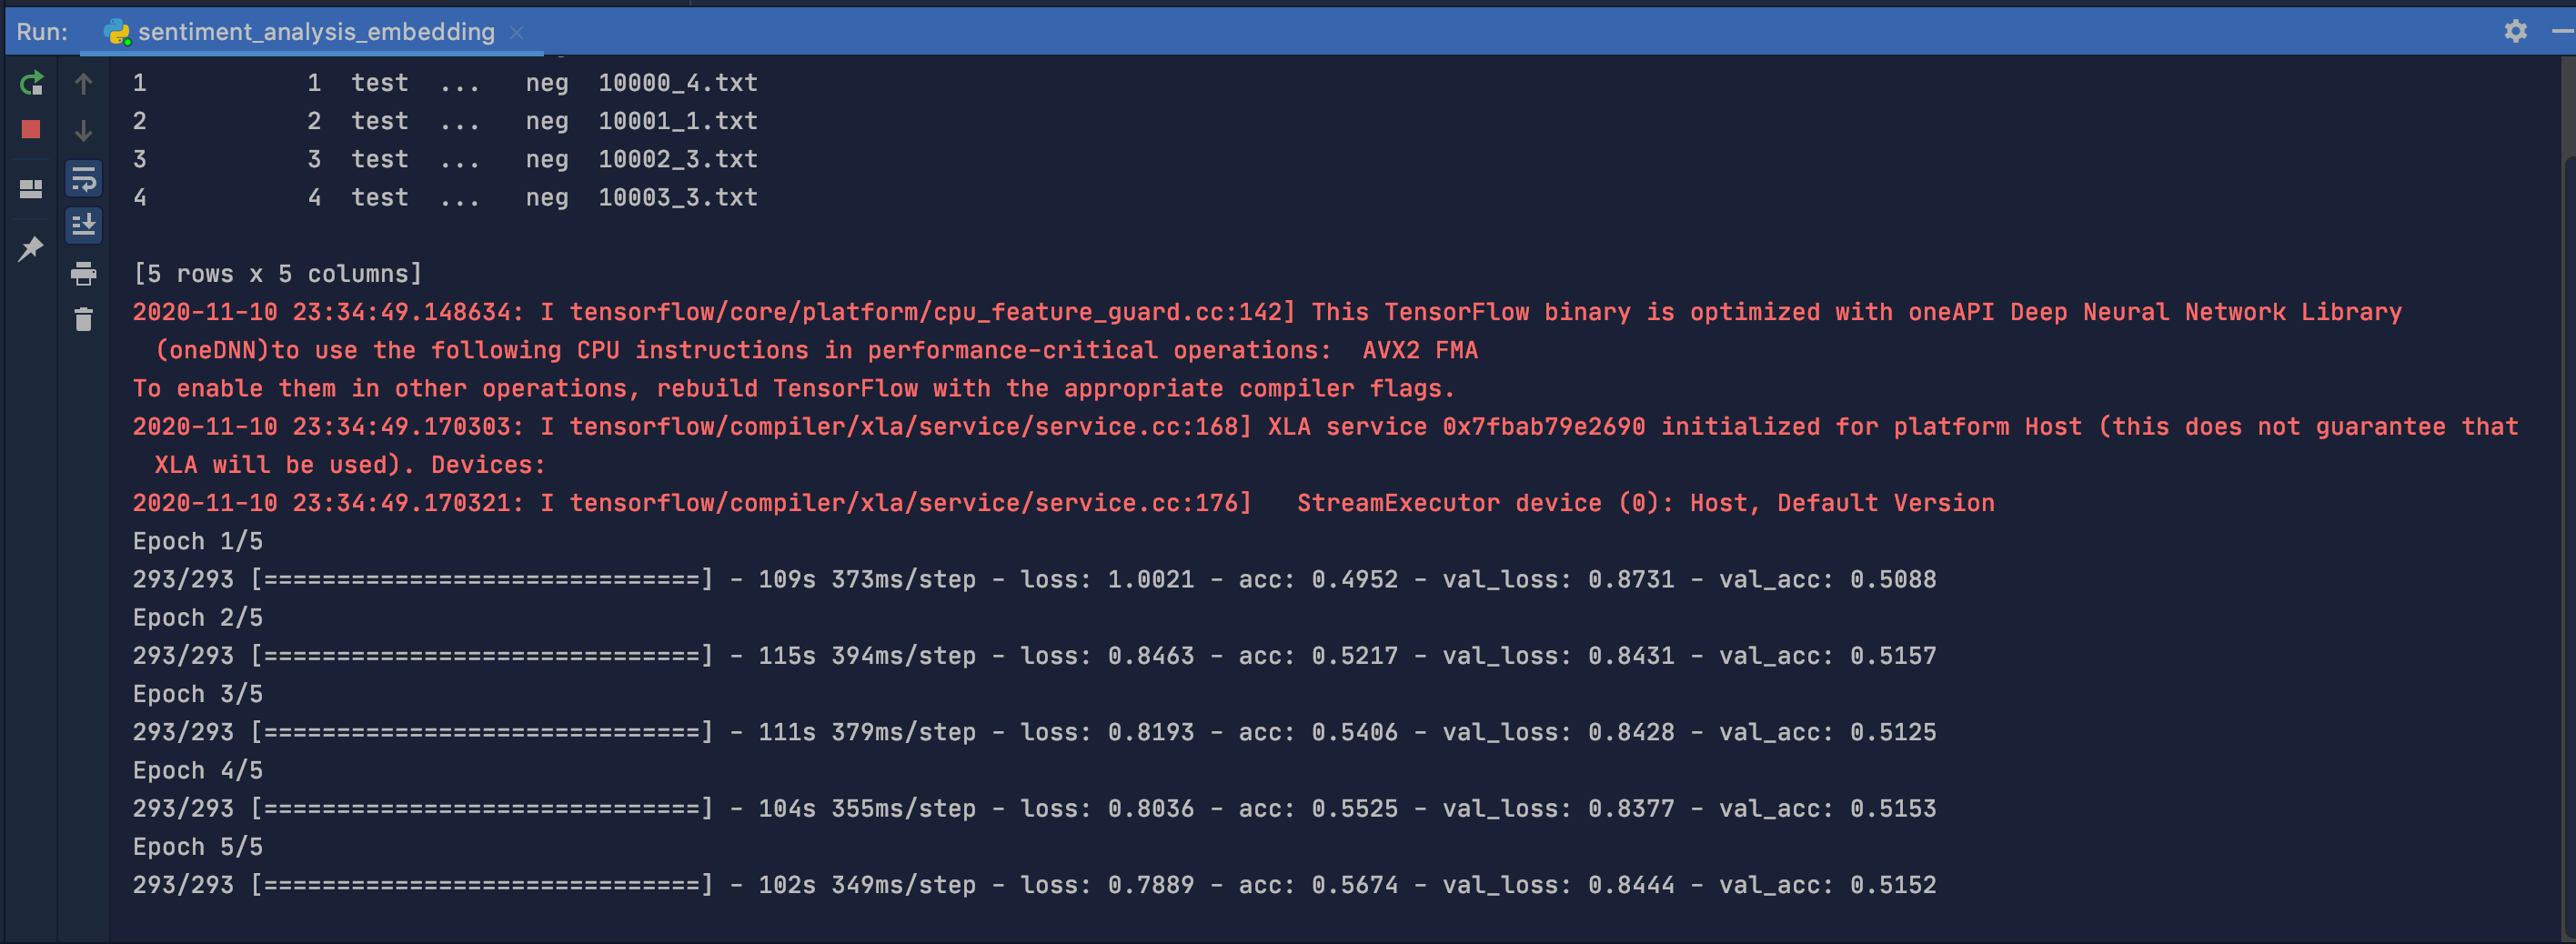 Run: sentiment_analysis_embedding
1 1 test ... neg 10000_4.txt
2 2 test ... neg 10001_1.txt
3 3 test ... neg 10002_3.txt
4 4 test ... neg 10003_3.txt
[5 rows x 5 columns]
2020-11-10 23:34:49.148634: I tensorflow/core/platform/cpu_feature_guard.cc:142] This TensorFlow binary is optimized with oneAPI Deep Neural Network Library
(oneDNN)to use the following CPU instructions in performance-critical operations:  AVX2 FMA
To enable them in other operations, rebuild TensorFlow with the appropriate compiler flags.
2020-11-10 23:34:49.170303: I tensorflow/compiler/xla/service/service.cc:168] XLA service 0x7fbab79e2690 initialized for platform Host (this does not guarantee that
XLA will be used). Devices:
2020-11-10 23:34:49.170321: I tensorflow/compiler/xla/service/service.cc:176]   StreamExecutor device (0): Host, Default Version
Epoch 1/5
293/293 [==============================] - 109s 373ms/step - loss: 1.0021 - acc: 0.4952 - val_loss: 0.8731 - val_acc: 0.5088
Epoch 2/5
293/293 [==============================] - 115s 394ms/step - loss: 0.8463 - acc: 0.5217 - val_loss: 0.8431 - val_acc: 0.5157
Epoch 3/5
293/293 [==============================] - 111s 379ms/step - loss: 0.8193 - acc: 0.5406 - val_loss: 0.8428 - val_acc: 0.5125
Epoch 4/5
293/293 [==============================] - 104s 355ms/step - loss: 0.8036 - acc: 0.5525 - val_loss: 0.8377 - val_acc: 0.5153
Epoch 5/5
293/293 [==============================] - 102s 349ms/step - loss: 0.7889 - acc: 0.5674 - val_loss: 0.8444 - val_acc: 0.5152